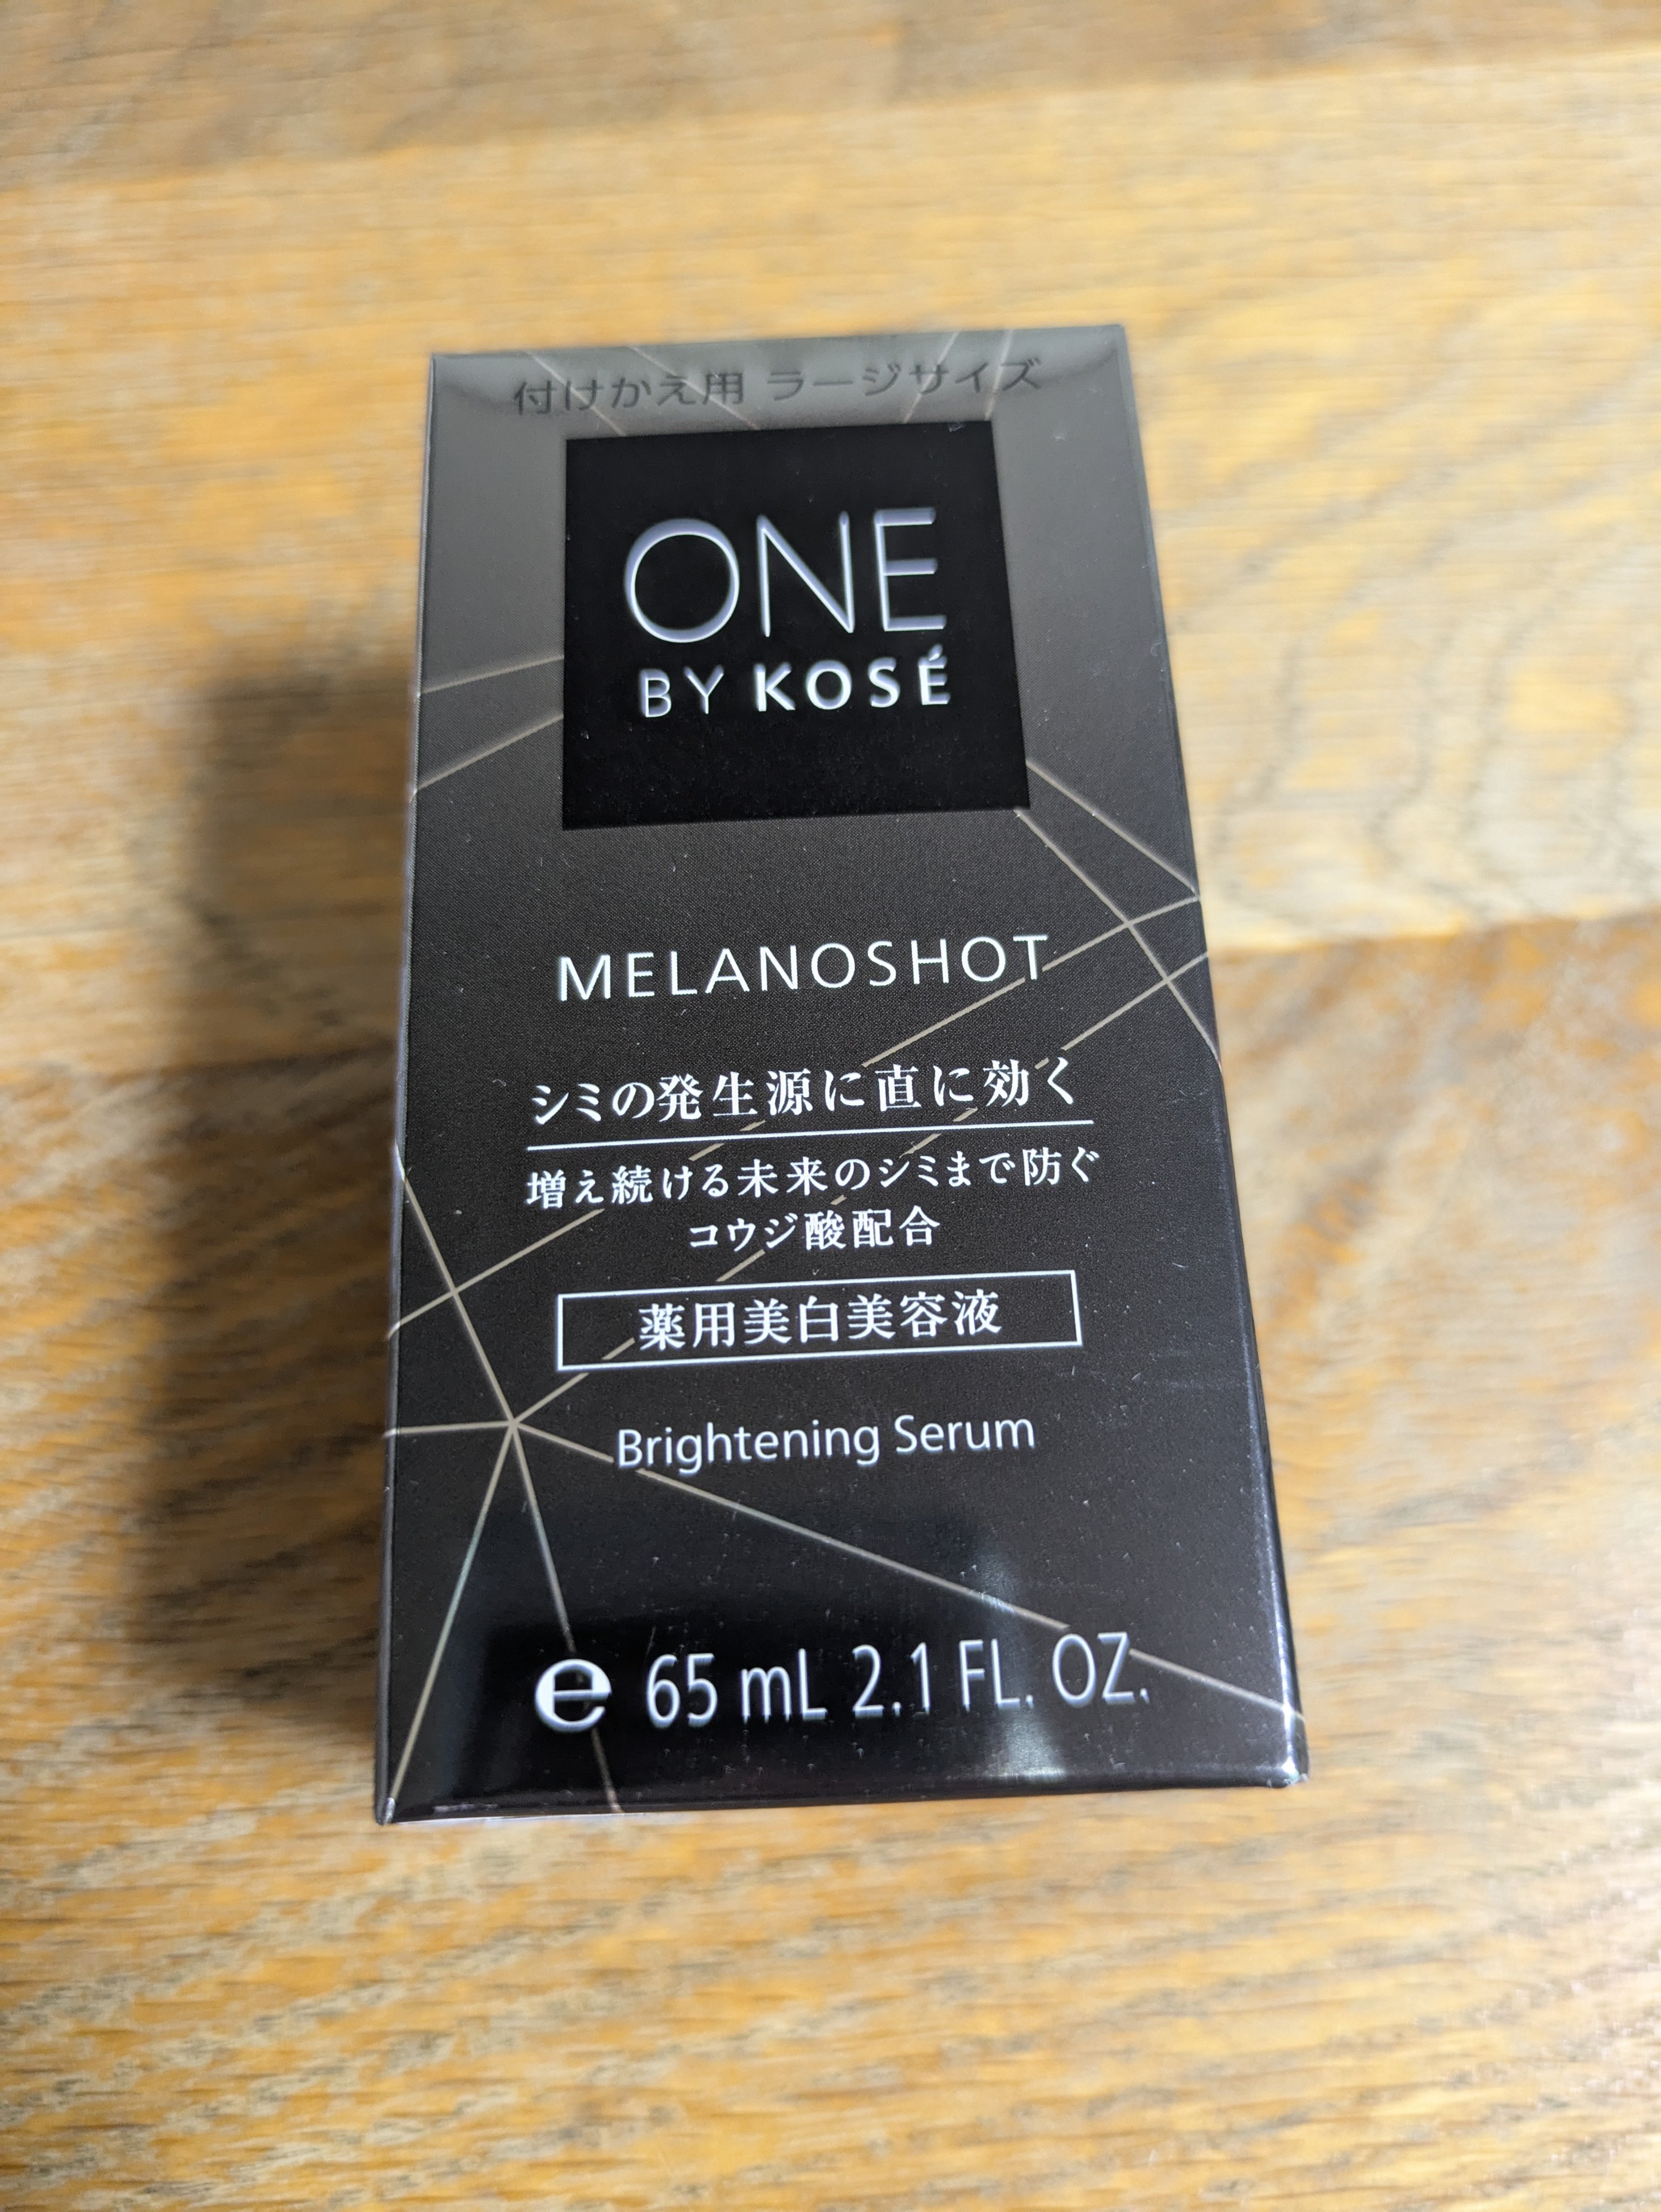 付けかえ用 ラージサイズ
ONE
BY KOSÉ
MELANOSHOT
シミの発生源に直に効く
増え続ける未来のシミまで防ぐ
コウジ酸配合
薬用美白美容液
Brightening Serum
℮ 65 mL 2.1 FL. OZ.